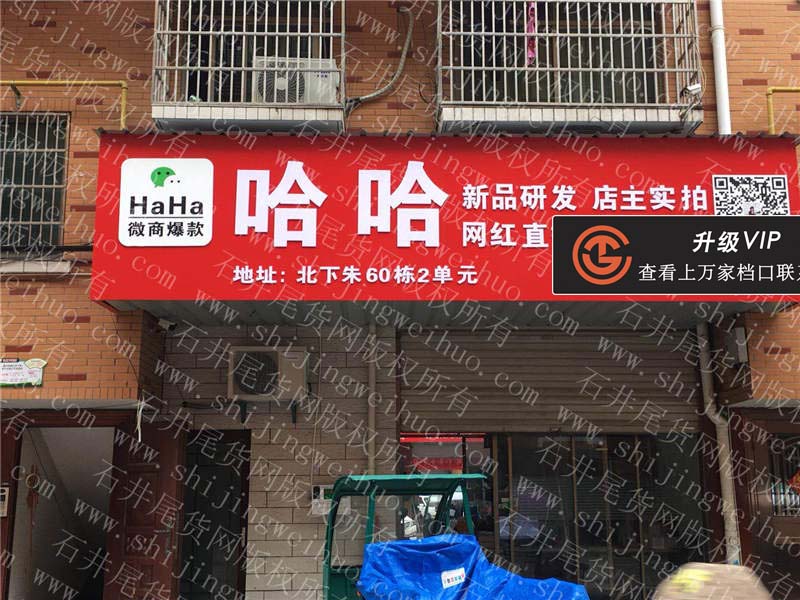 HaHa
微商爆款
哈哈
新品研发 店主实拍
网红直
地址：北下朱60栋2单元
升级VIP
查看上万家档口联
石井尾货网版权所有
www.shijingweihuo.com